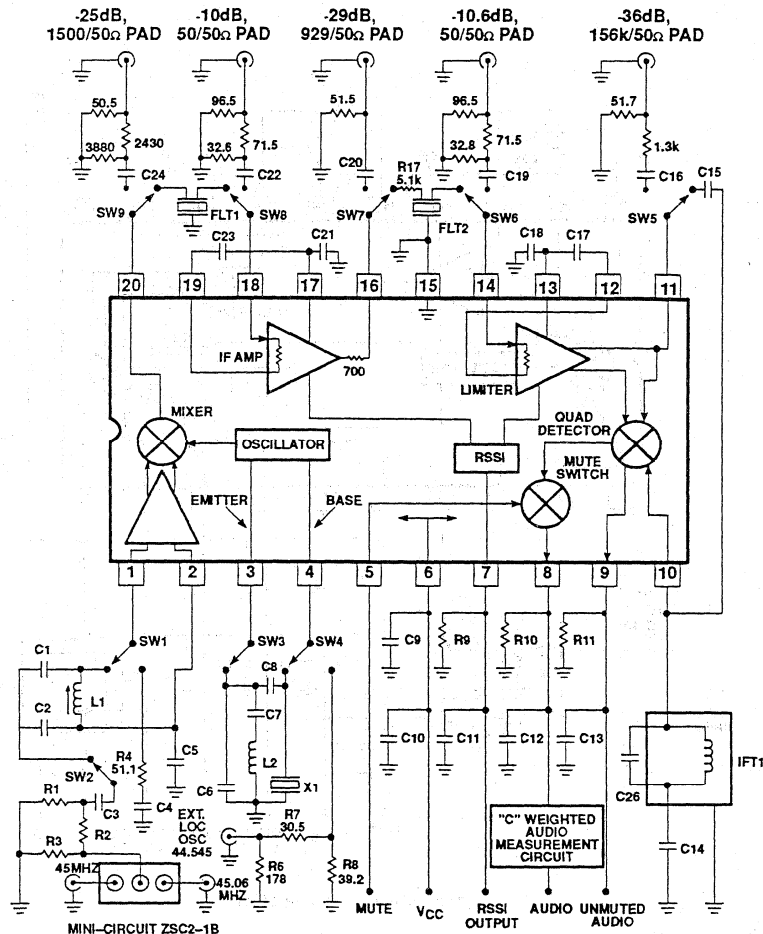 -25dB, -10dB, -29dB, -10.6dB, -36dB,
1500/50Ω PAD 50/50Ω PAD 929/50Ω PAD 50/50Ω PAD 156k/50Ω PAD
50.5 96.5 51.5 96.5 51.7
2430 71.5 71.5 1.3k
3880 32.6 32.8
C24 C22 C20 R17 C19 C16 C15
5.1k
SW9 FLT1 SW8 SW7 FLT2 SW6 SW5
C23 C21 C18 C17
20 19 18 17 16 15 14 13 12 11
IF AMP 700 LIMITER
MIXER QUAD
DETECTOR
OSCILLATOR RSSI MUTE
SWITCH
EMITTER BASE
1 2 3 4 5 6 7 8 9 10
SW1 SW3 SW4
C1 C9 R9 R10 R11
L1 C8
C2 C7
C5 C10 C11 C12 C13
R4 L2 IFT1
51.1
SW2 C6 X1 C26
R1 C3 C4
R2 EXT.
LOC
OSC
44.545
R7
30.5
"C" WEIGHTED
AUDIO
MEASUREMENT
CIRCUIT
C14
R3 R6 R8
178 39.2
45MHZ 45.06
MHZ
MUTE VCC RSSI
OUTPUT
AUDIO UNMUTED
AUDIO
MINI–CIRCUIT ZSC2–1B